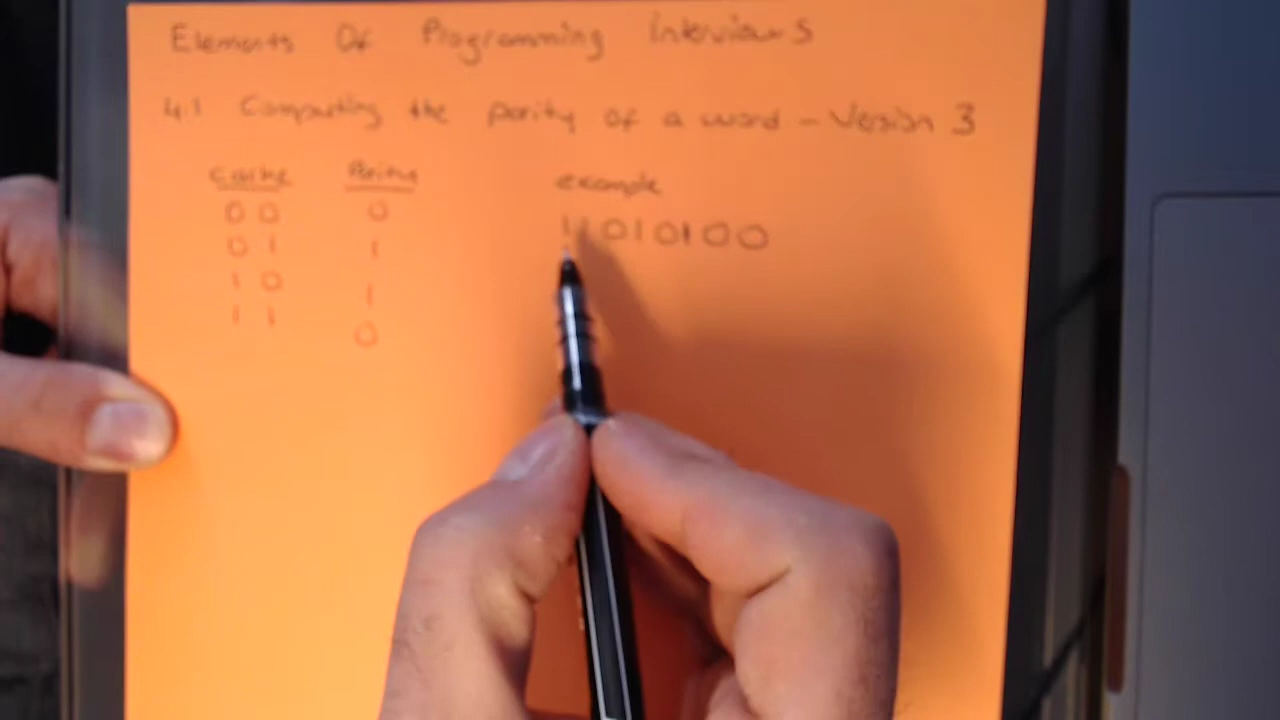 Elements Of Programming Interviews
4.1 Computing the parity of a word - Version 3
Cache Parity example
0 0 0 11010100
0 1 1
1 0 1
1 1 0